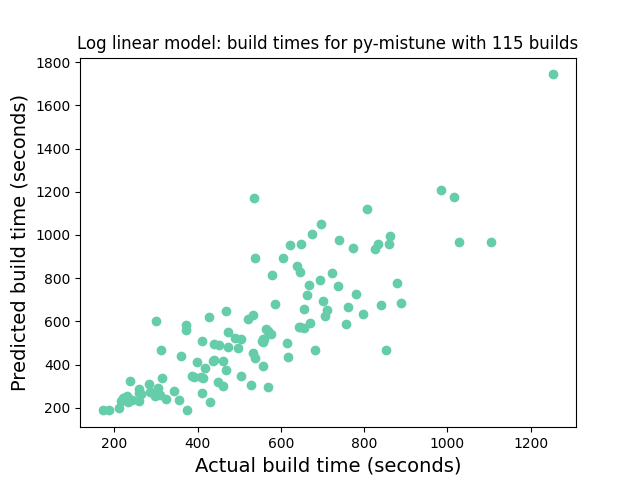 Log linear model: build times for py-mistune with 115 builds
1800
1600
1400
1200
1000
800
600
400
200
Predicted build time (seconds)
200 400 600 800 1000 1200
Actual build time (seconds)